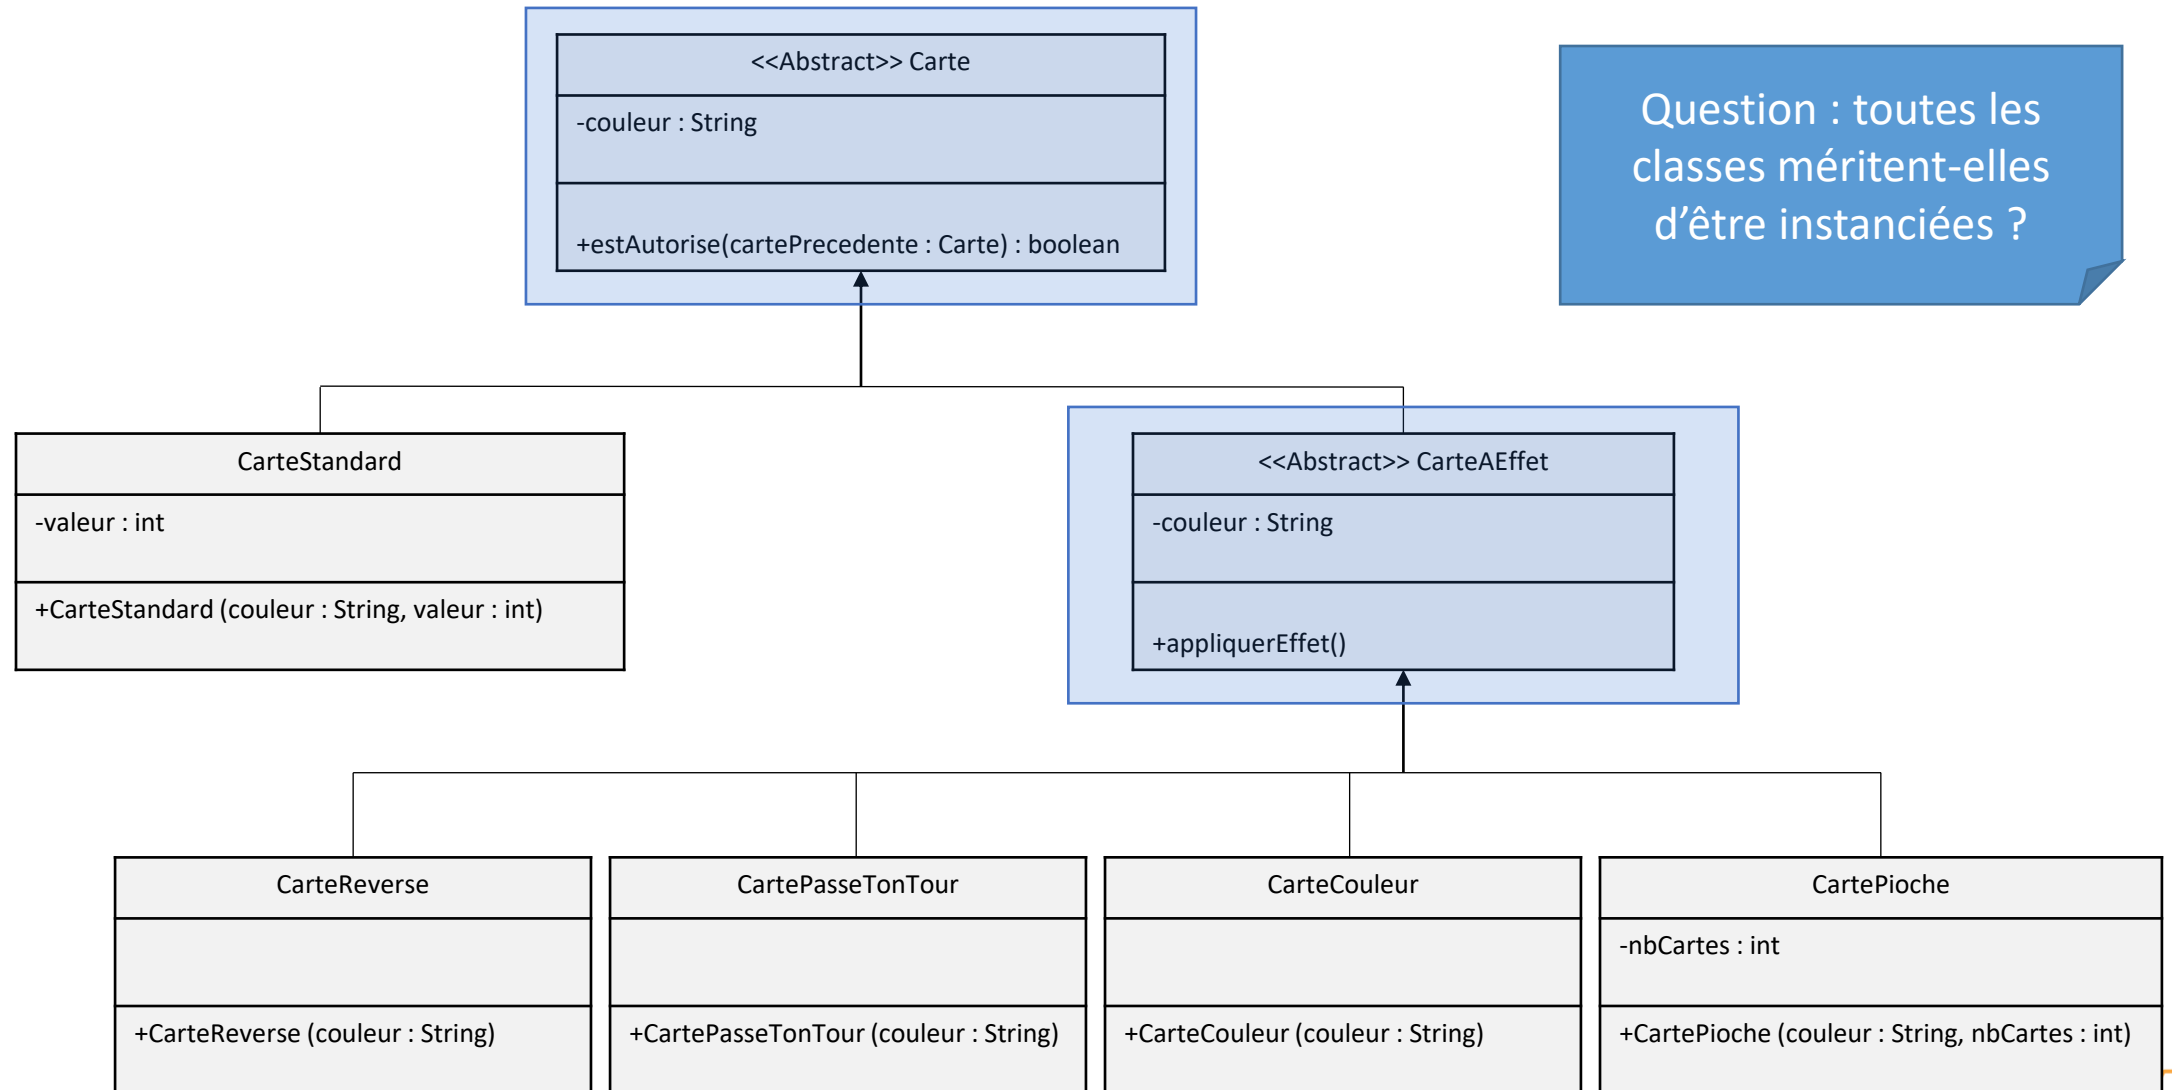 <<Abstract>> Carte
-couleur : String
+estAutorise(cartePrecedente : Carte) : boolean
Question : toutes les
classes méritent-elles
d’être instanciées ?
CarteStandard
-valeur : int
+CarteStandard (couleur : String, valeur : int)
<<Abstract>> CarteAEffet
-couleur : String
+appliquerEffet()
CarteReverse
+CarteReverse (couleur : String)
CartePasseTonTour
+CartePasseTonTour (couleur : String)
CarteCouleur
+CarteCouleur (couleur : String)
CartePioche
-nbCartes : int
+CartePioche (couleur : String, nbCartes : int)